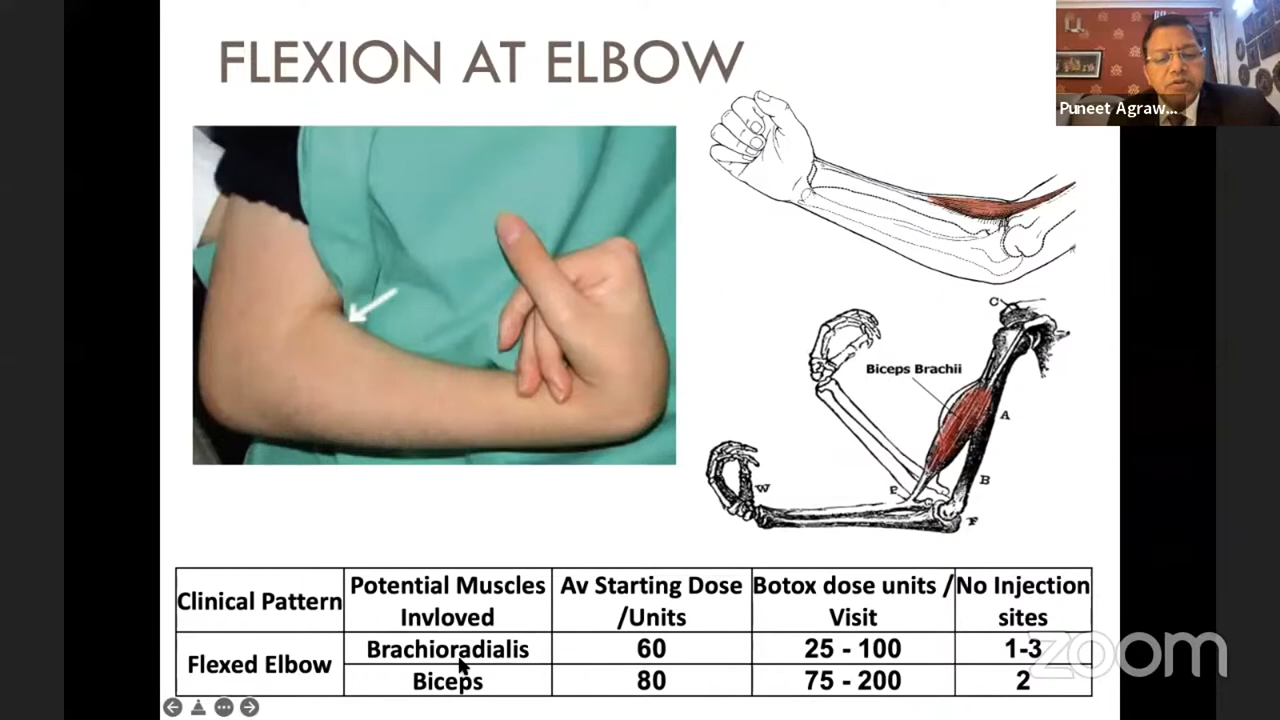 FLEXION AT ELBOW
Puneet Agraw...
C
Biceps Brachii
A
B
E
W
F
Clinical Pattern
Potential Muscles
Invloved
Av Starting Dose
/Units
Botox dose units /
Visit
No Injection
sites
Flexed Elbow
Brachioradialis
60
25 - 100
1-3
Biceps
80
75 - 200
2
zoom